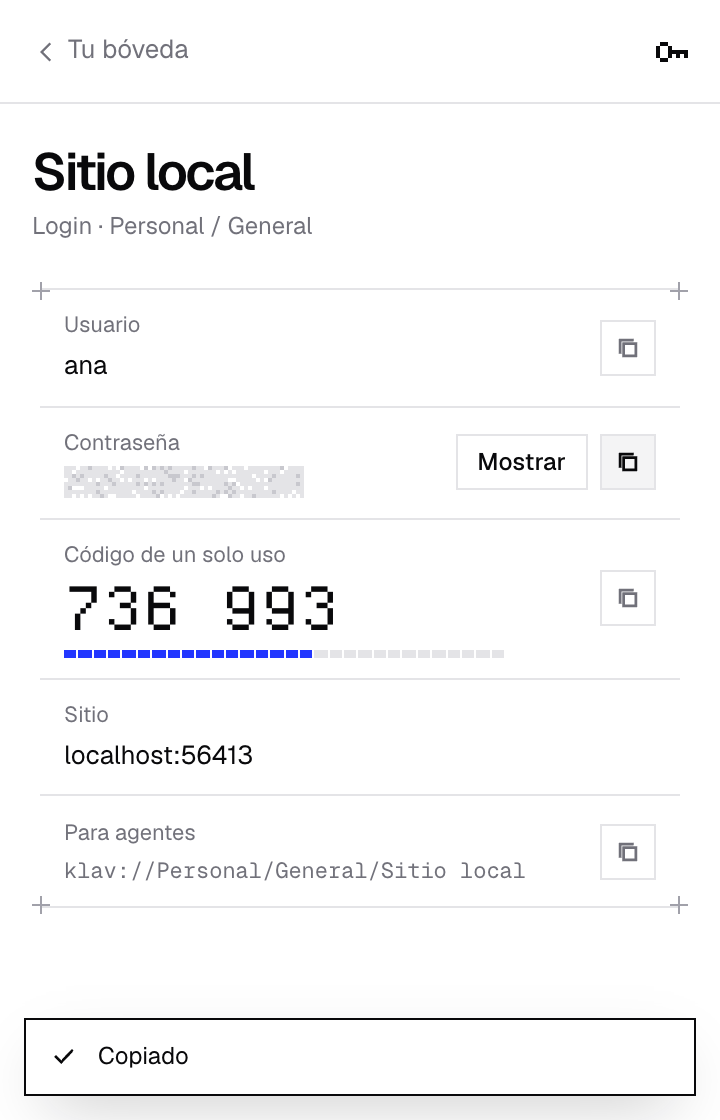 Tu bóveda
Sitio local
Login · Personal / General
Usuario
ana
Contraseña
Mostrar
Código de un solo uso
736 993
Sitio
localhost:56413
Para agentes
klav://Personal/General/Sitio local
Copiado